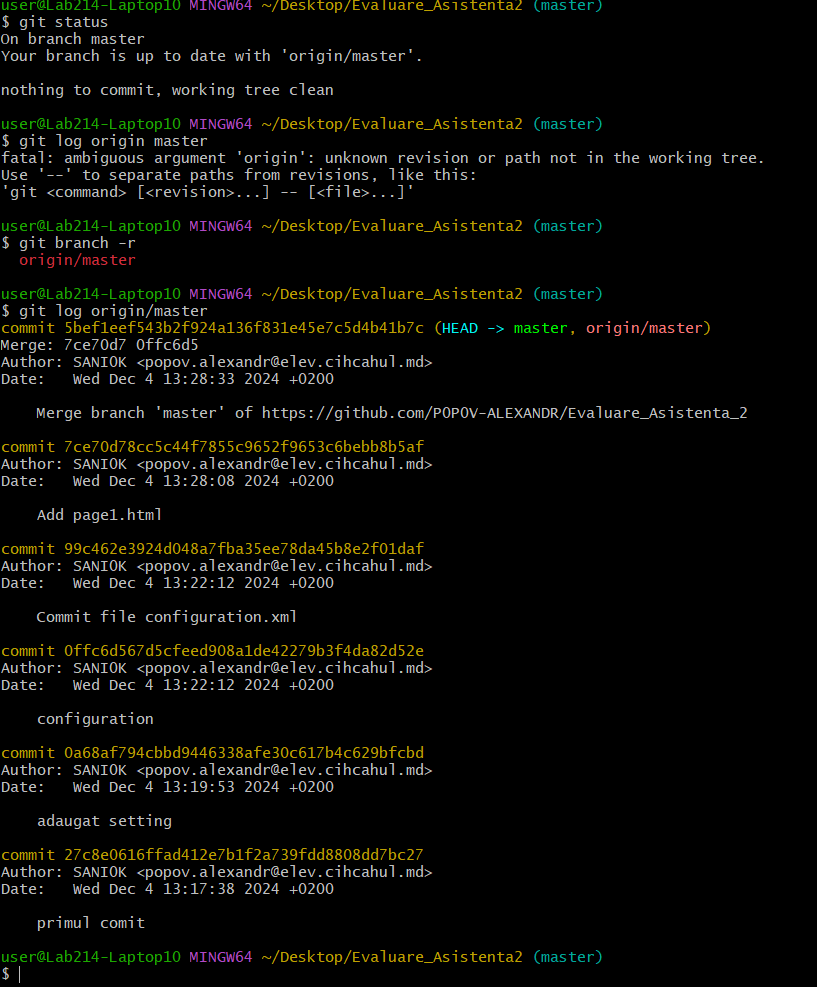 user@Lab214-Laptop10 MINGW64 ~/Desktop/Evaluare_Asistenta2 (master)
$ git status
On branch master
Your branch is up to date with 'origin/master'.
nothing to commit, working tree clean
user@Lab214-Laptop10 MINGW64 ~/Desktop/Evaluare_Asistenta2 (master)
$ git log origin master
fatal: ambiguous argument 'origin': unknown revision or path not in the working tree.
Use '--' to separate paths from revisions, like this:
'git <command> [<revision>...] -- [<file>...]'
user@Lab214-Laptop10 MINGW64 ~/Desktop/Evaluare_Asistenta2 (master)
$ git branch -r
origin/master
user@Lab214-Laptop10 MINGW64 ~/Desktop/Evaluare_Asistenta2 (master)
$ git log origin/master
commit 5bef1eef543b2f924a136f831e45e7c5d4b41b7c (HEAD -> master, origin/master)
Merge: 7ce70d7 0ffc6d5
Author: SANIOK <popov.alexandr@elev.cihcahul.md>
Date:   Wed Dec 4 13:28:33 2024 +0200
Merge branch 'master' of https://github.com/POPOV-ALEXANDR/Evaluare_Asistenta_2
commit 7ce70d78cc5c44f7855c9652f9653c6bebb8b5af
Author: SANIOK <popov.alexandr@elev.cihcahul.md>
Date:   Wed Dec 4 13:28:08 2024 +0200
Add page1.html
commit 99c462e3924d048a7fba35ee78da45b8e2f01daf
Author: SANIOK <popov.alexandr@elev.cihcahul.md>
Date:   Wed Dec 4 13:22:12 2024 +0200
Commit file configuration.xml
commit 0ffc6d567d5cfeed908a1de42279b3f4da82d52e
Author: SANIOK <popov.alexandr@elev.cihcahul.md>
Date:   Wed Dec 4 13:22:12 2024 +0200
configuration
commit 0a68af794cbbd9446338afe30c617b4c629bfcbd
Author: SANIOK <popov.alexandr@elev.cihcahul.md>
Date:   Wed Dec 4 13:19:53 2024 +0200
adaugat setting
commit 27c8e0616ffad412e7b1f2a739fdd8808dd7bc27
Author: SANIOK <popov.alexandr@elev.cihcahul.md>
Date:   Wed Dec 4 13:17:38 2024 +0200
primul comit
user@Lab214-Laptop10 MINGW64 ~/Desktop/Evaluare_Asistenta2 (master)
$